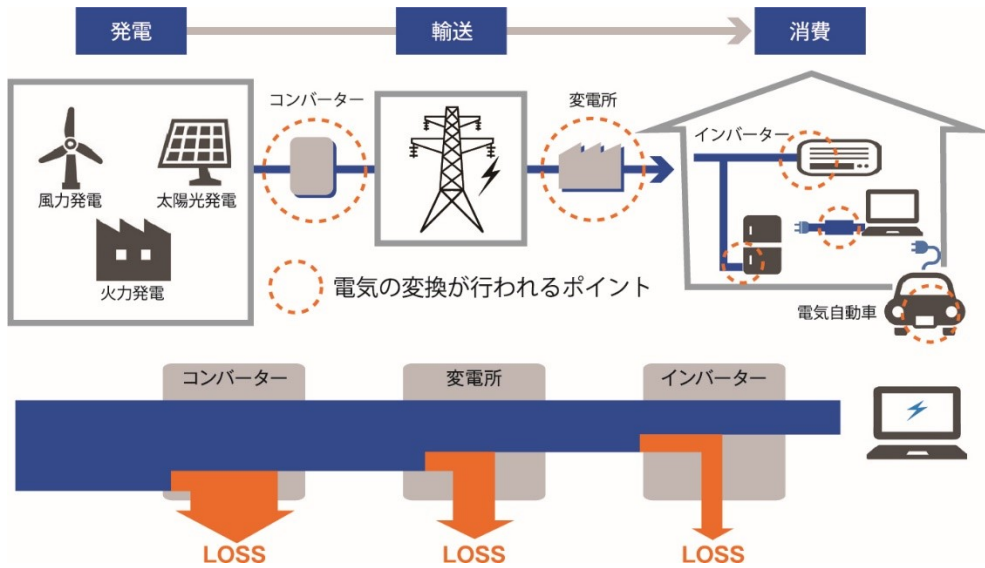 発電
輸送
消費
コンバーター
変電所
インバーター
風力発電
太陽光発電
火力発電
電気の変換が行われるポイント
電気自動車
コンバーター
変電所
インバーター
LOSS
LOSS
LOSS